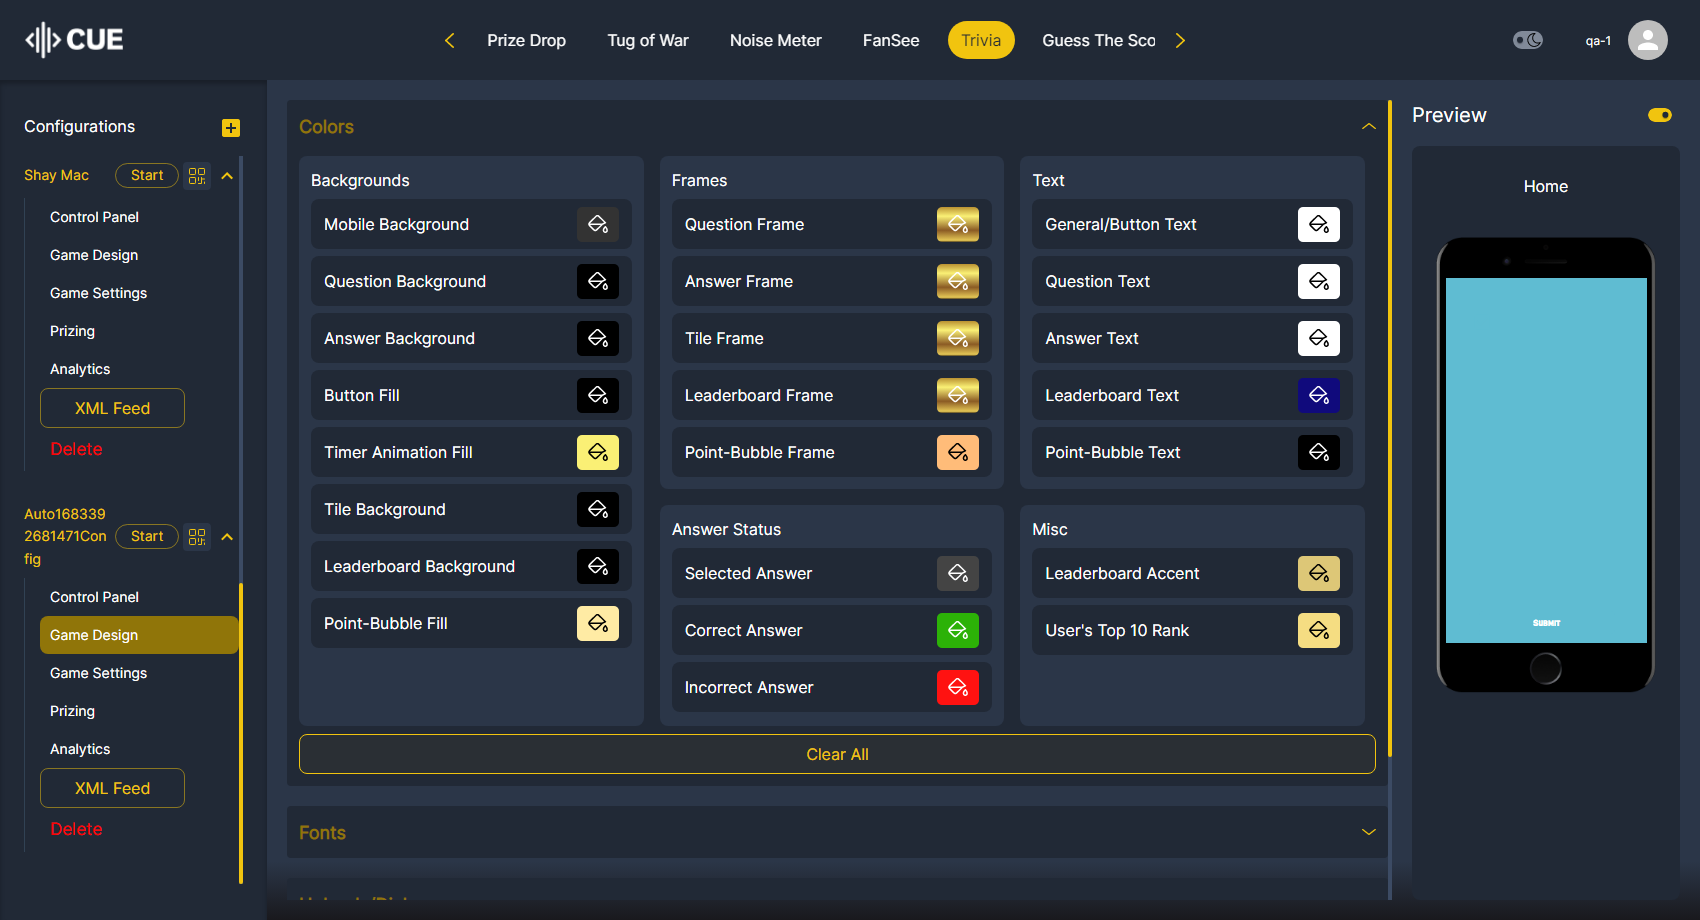 CUE
Prize Drop
Tug of War
Noise Meter
FanSee
Trivia
Guess The Sco
qa-1
Configurations
Shay Mac
Start
Control Panel
Game Design
Game Settings
Prizing
Analytics
XML Feed
Delete
Auto168339
2681471Con
fig
Start
Control Panel
Game Design
Game Settings
Prizing
Analytics
XML Feed
Delete
Colors
Backgrounds
Mobile Background
Question Background
Answer Background
Button Fill
Timer Animation Fill
Tile Background
Leaderboard Background
Point-Bubble Fill
Frames
Question Frame
Answer Frame
Tile Frame
Leaderboard Frame
Point-Bubble Frame
Text
General/Button Text
Question Text
Answer Text
Leaderboard Text
Point-Bubble Text
Answer Status
Selected Answer
Correct Answer
Incorrect Answer
Misc
Leaderboard Accent
User's Top 10 Rank
Clear All
Fonts
Preview
Home
SUBMIT